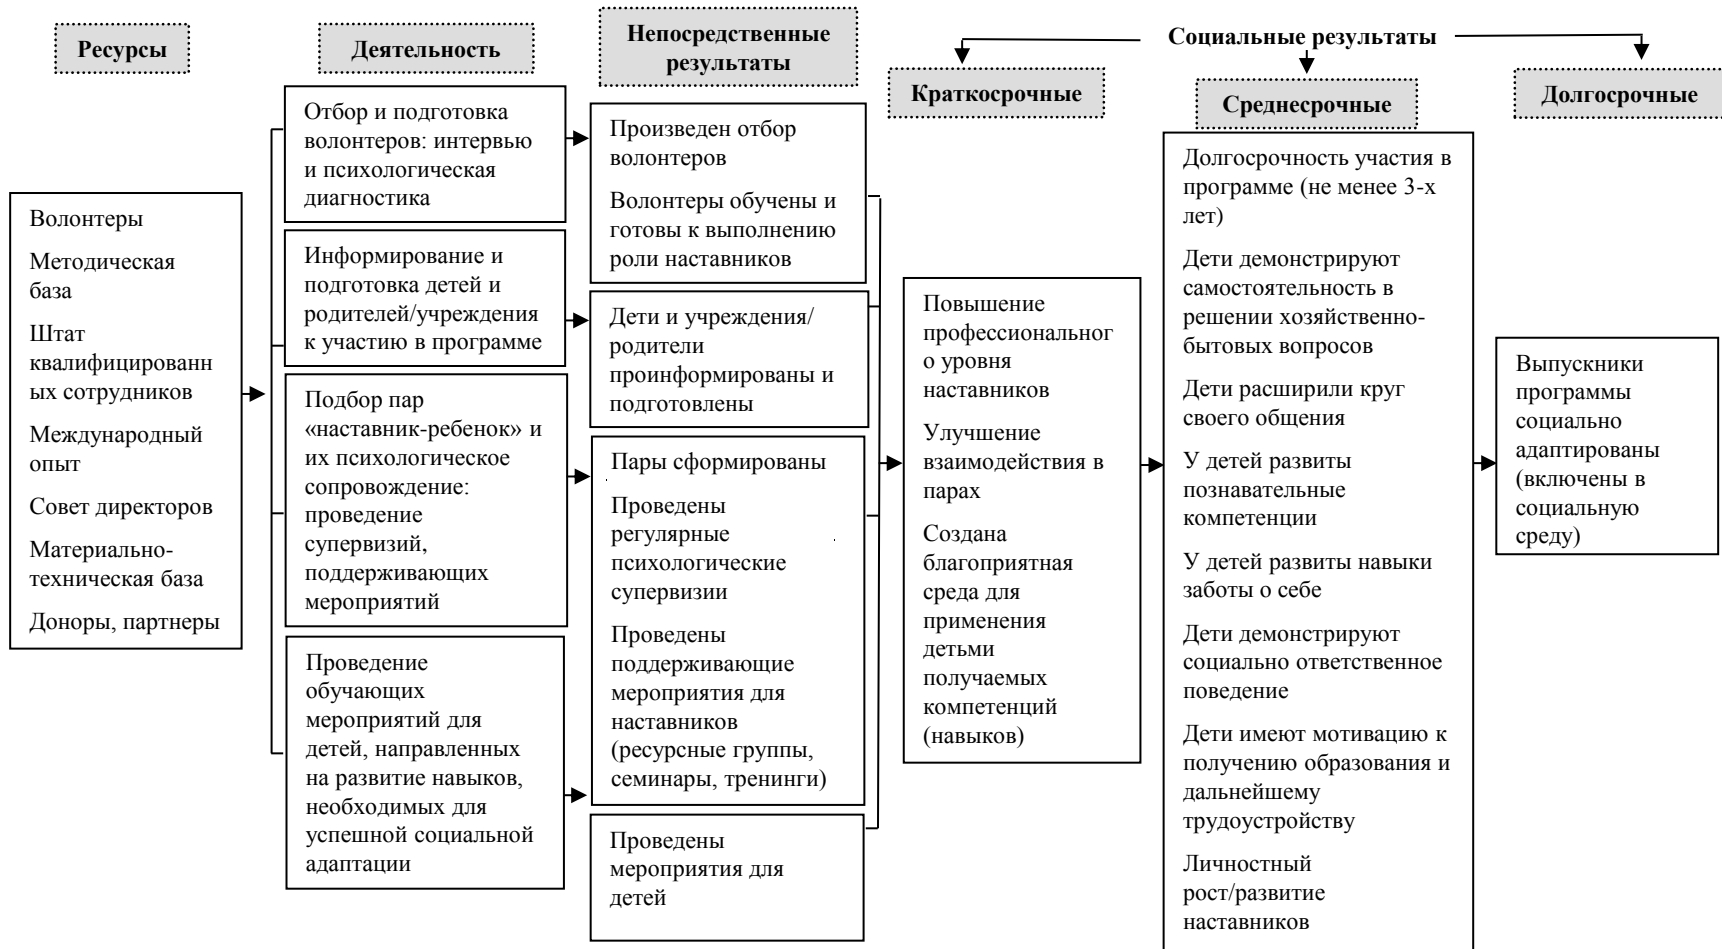 Ресурсы
Деятельность
Непосредственные
результаты
Социальные результаты
Краткосрочные
Среднесрочные
Долгосрочные
Волонтеры
Методическая
база
Штат
квалифицированн
ых сотрудников
Международный
опыт
Совет директоров
Материально-
техническая база
Доноры, партнеры
Отбор и подготовка
волонтеров: интервью
и психологическая
диагностика
Информирование и
подготовка детей и
родителей/учреждения
к участию в программе
Подбор пар
«наставник-ребенок» и
их психологическое
сопровождение:
проведение
супервизий,
поддерживающих
мероприятий
Проведение
обучающих
мероприятий для
детей, направленных
на развитие навыков,
необходимых для
успешной социальной
адаптации
Произведен отбор
волонтеров
Волонтеры обучены и
готовы к выполнению
роли наставников
Дети и учреждения/
родители
проинформированы и
подготовлены
Пары сформированы
Проведены
регулярные
психологические
супервизии
Проведены
поддерживающие
мероприятия для
наставников
(ресурсные группы,
семинары, тренинги)
Проведены
мероприятия для
детей
Повышение
профессиональног
о уровня
наставников
Улучшение
взаимодействия в
парах
Создана
благоприятная
среда для
применения
детьми
получаемых
компетенций
(навыков)
Долгосрочность участия в
программе (не менее 3-х
лет)
Дети демонстрируют
самостоятельность в
решении хозяйственно-
бытовых вопросов
Дети расширили круг
своего общения
У детей развиты
познавательные
компетенции
У детей развиты навыки
заботы о себе
Дети демонстрируют
социально ответственное
поведение
Дети имеют мотивацию к
получению образования и
дальнейшему
трудоустройству
Личностный
рост/развитие
наставников
Выпускники
программы
социально
адаптированы
(включены в
социальную
среду)